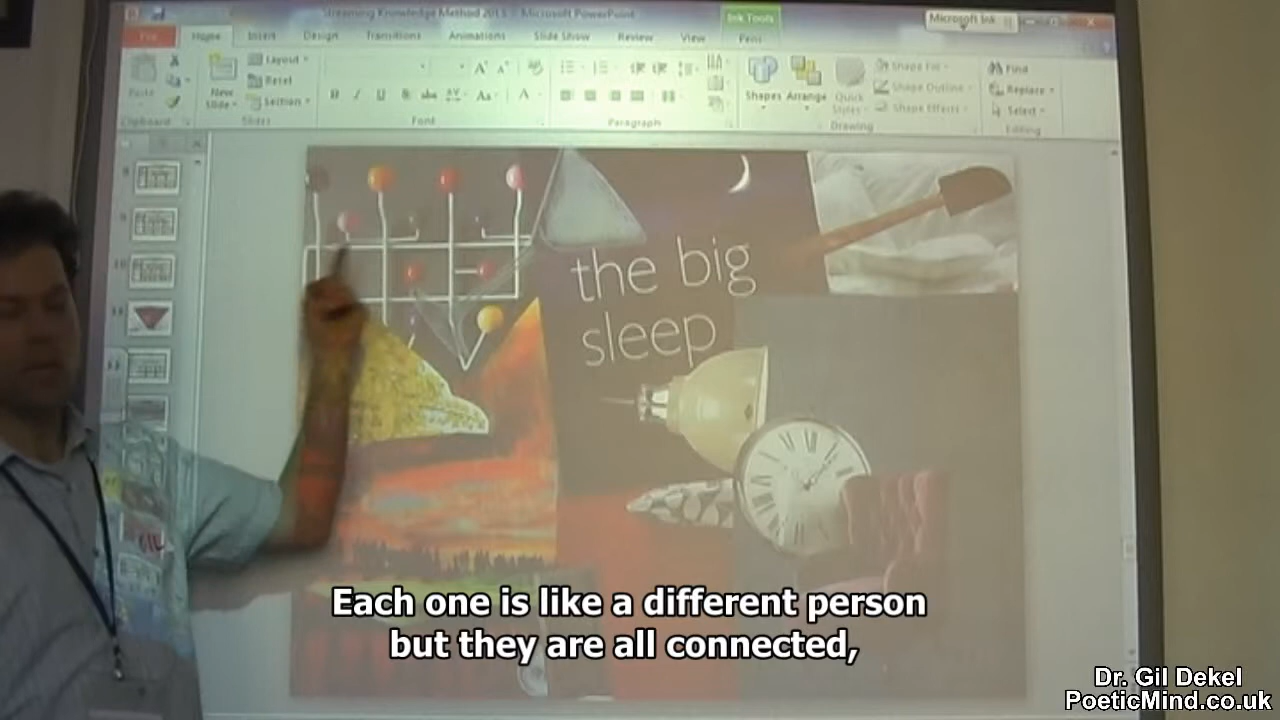 Streaming Knowledge Method 2013 - Microsoft PowerPoint
Ink Tools
Microsoft Ink
File
Home
Insert
Design
Transitions
Animations
Slide Show
Review
View
Pens
Paste
New
Slide
Layout
Reset
Section
Shapes
Arrange
Quick
Styles
Shape Fill
Shape Outline
Shape Effects
Find
Replace
Select
Clipboard
Slides
Font
Paragraph
Drawing
Editing
the big
sleep
Each one is like a different person
but they are all connected,
Dr. Gil Dekel
PoeticMind.co.uk